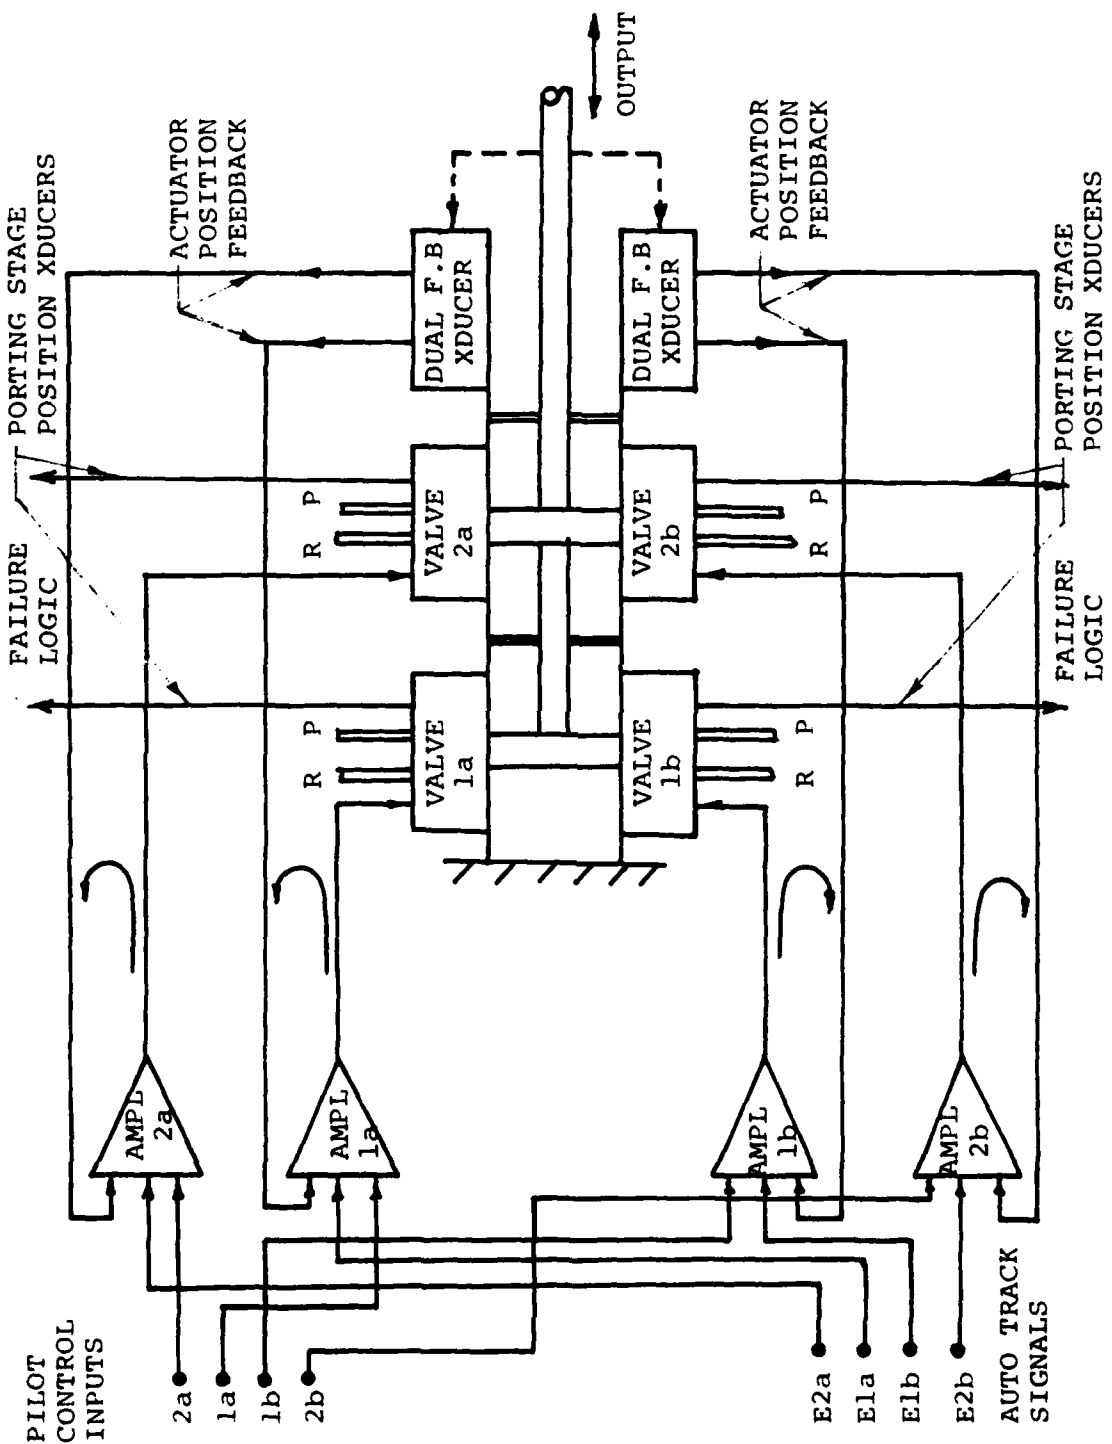 PILOT
CONTROL
INPUTS
2a
1a
1b
2b
E2a
E1a
E1b
E2b
AUTO TRACK
SIGNALS
AMPL
2a
AMPL
1a
AMPL
1b
AMPL
2b
FAILURE
LOGIC
PORTING STAGE
POSITION XDUCERS
ACTUATOR
POSITION
FEEDBACK
R
P
R
P
VALVE
1a
VALVE
2a
DUAL F.B
XDUCER
OUTPUT
VALVE
1b
VALVE
2b
DUAL F.B
XDUCER
R
P
R
P
ACTUATOR
POSITION
FEEDBACK
FAILURE
LOGIC
PORTING STAGE
POSITION XDUCERS